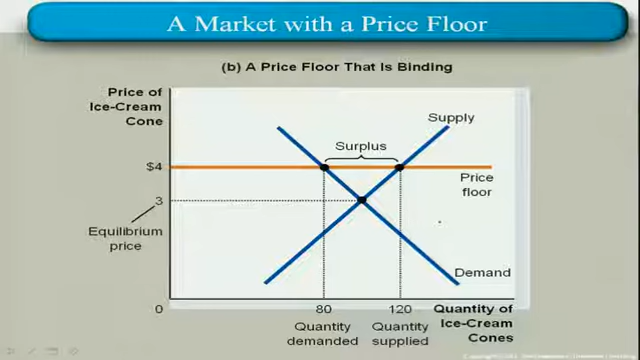 A Market with a Price Floor
(b) A Price Floor That Is Binding
Price of
Ice-Cream
Cone
Supply
Surplus
$4
Price
floor
3
Equilibrium
price
Demand
0
80
120
Quantity of
Ice-Cream
Cones
Quantity
demanded
Quantity
supplied